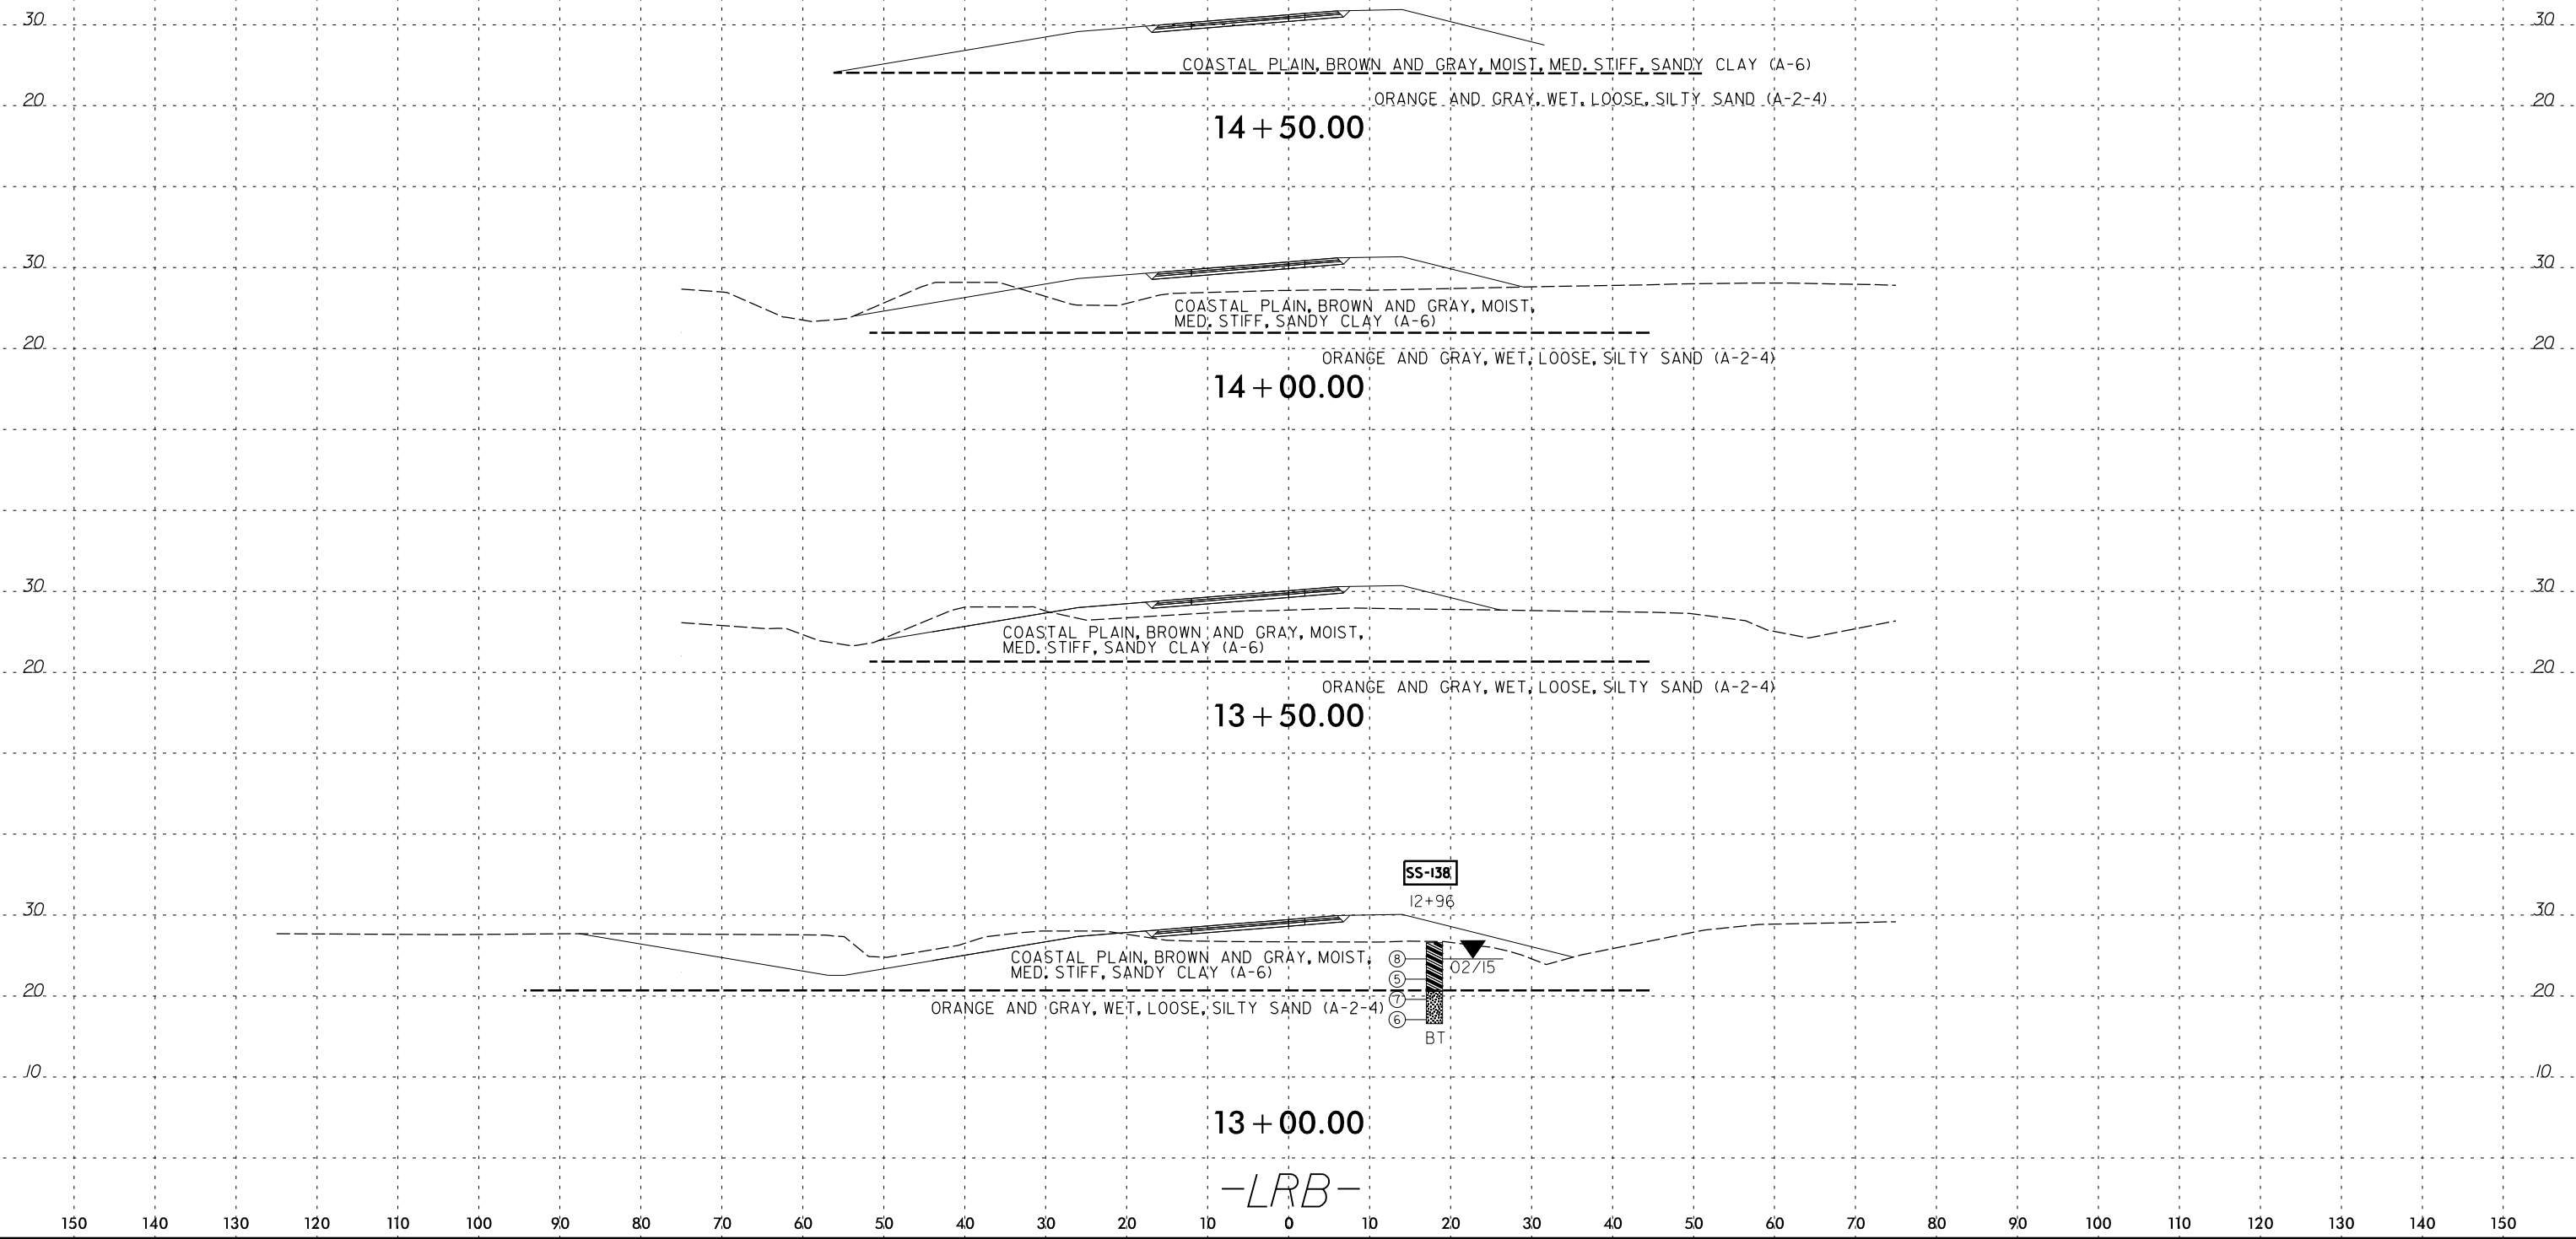 30 30
COASTAL PLAIN, BROWN AND GRAY, MOIST, MED. STIFF, SANDY CLAY (A-6)
20 ORANGE AND GRAY, WET, LOOSE, SILTY SAND (A-2-4) 20
14+50.00
30 30
COASTAL PLAIN, BROWN AND GRAY, MOIST,
MED. STIFF, SANDY CLAY (A-6)
20 20
ORANGE AND GRAY, WET, LOOSE, SILTY SAND (A-2-4)
14+00.00
30 30
COASTAL PLAIN, BROWN AND GRAY, MOIST,
MED. STIFF, SANDY CLAY (A-6)
20 20
ORANGE AND GRAY, WET, LOOSE, SILTY SAND (A-2-4)
13+50.00
SS-138
12+96
30 30
COASTAL PLAIN, BROWN AND GRAY, MOIST, 8
02/15
MED. STIFF, SANDY CLAY (A-6) 5
20 20
7
ORANGE AND GRAY, WET, LOOSE, SILTY SAND (A-2-4)
6
BT
10 10
13+00.00
-LRB-
150 140 130 120 110 100 90 80 70 60 50 40 30 20 10 0 10 20 30 40 50 60 70 80 90 100 110 120 130 140 150